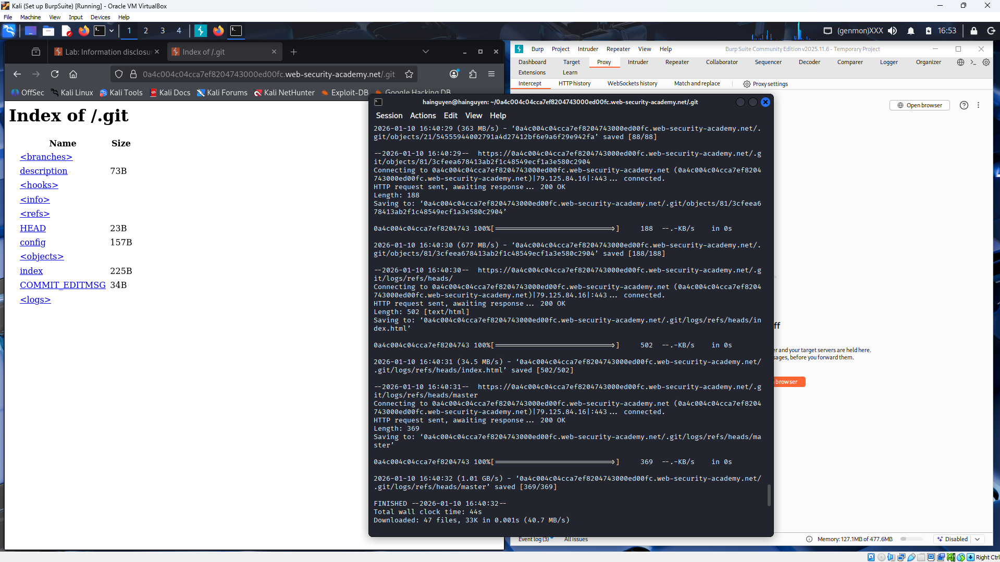 Kali (Set up BurpSuite) [Running] - Oracle VM VirtualBox
File Machine View Input Devices Help
1 2 3 4 (genmon)XXX 16:53
Lab: Information disclosur
Index of /.git
0a4c004c04cca7ef8204743000ed00fc.web-security-academy.net/.git
OffSec Kali Linux Kali Tools Kali Docs Kali Forums Kali NetHunter Exploit-DB Google Hacking DB
Index of /.git
Name Size
<branches>
description 73B
<hooks>
<info>
<refs>
HEAD 23B
config 157B
<objects>
index 225B
COMMIT_EDITMSG 34B
<logs>
hainguyen@hainguyen: ~/0a4c004c04cca7ef8204743000ed00fc.web-security-academy.net/.git
Session Actions Edit View Help
2026-01-10 16:40:29 (363 MB/s) - ‘0a4c004c04cca7ef8204743000ed00fc.web-security-academy.net/.
git/objects/21/54555944002791a4d27412bf6e9a6f29e942fa’ saved [88/88]
--2026-01-10 16:40:29--  https://0a4c004c04cca7ef8204743000ed00fc.web-security-academy.net/.g
it/objects/81/3cfeea678413ab2f1c48549ecf1a3e580c2904
Connecting to 0a4c004c04cca7ef8204743000ed00fc.web-security-academy.net (0a4c004c04cca7ef8204
743000ed00fc.web-security-academy.net)|79.125.84.16|:443... connected.
HTTP request sent, awaiting response... 200 OK
Length: 188
Saving to: ‘0a4c004c04cca7ef8204743000ed00fc.web-security-academy.net/.git/objects/81/3cfeea6
78413ab2f1c48549ecf1a3e580c2904’
0a4c004c04cca7ef8204743 100%[===========================>]     188  --.-KB/s    in 0s
2026-01-10 16:40:30 (677 MB/s) - ‘0a4c004c04cca7ef8204743000ed00fc.web-security-academy.net/.
git/objects/81/3cfeea678413ab2f1c48549ecf1a3e580c2904’ saved [188/188]
--2026-01-10 16:40:30--  https://0a4c004c04cca7ef8204743000ed00fc.web-security-academy.net/.g
it/logs/refs/heads/
Connecting to 0a4c004c04cca7ef8204743000ed00fc.web-security-academy.net (0a4c004c04cca7ef8204
743000ed00fc.web-security-academy.net)|79.125.84.16|:443... connected.
HTTP request sent, awaiting response... 200 OK
Length: 502 [text/html]
Saving to: ‘0a4c004c04cca7ef8204743000ed00fc.web-security-academy.net/.git/logs/refs/heads/in
dex.html’
0a4c004c04cca7ef8204743 100%[===========================>]     502  --.-KB/s    in 0s
2026-01-10 16:40:31 (34.5 MB/s) - ‘0a4c004c04cca7ef8204743000ed00fc.web-security-academy.net/
.git/logs/refs/heads/index.html’ saved [502/502]
--2026-01-10 16:40:31--  https://0a4c004c04cca7ef8204743000ed00fc.web-security-academy.net/.g
it/logs/refs/heads/master
Connecting to 0a4c004c04cca7ef8204743000ed00fc.web-security-academy.net (0a4c004c04cca7ef8204
743000ed00fc.web-security-academy.net)|79.125.84.16|:443... connected.
HTTP request sent, awaiting response... 200 OK
Length: 369
Saving to: ‘0a4c004c04cca7ef8204743000ed00fc.web-security-academy.net/.git/logs/refs/heads/ma
ster’
0a4c004c04cca7ef8204743 100%[===========================>]     369  --.-KB/s    in 0s
2026-01-10 16:40:32 (1.01 GB/s) - ‘0a4c004c04cca7ef8204743000ed00fc.web-security-academy.net/
.git/logs/refs/heads/master’ saved [369/369]
FINISHED --2026-01-10 16:40:32--
Total wall clock time: 44s
Downloaded: 47 files, 33K in 0.001s (40.7 MB/s)
Burp Project Intruder Repeater View Help Burp Suite Community Edition v2025.11.6 - Temporary Project
Dashboard Target Proxy Intruder Repeater Collaborator Sequencer Decoder Comparer Logger Organizer
Extensions Learn
Intercept HTTP history WebSockets history Match and replace Proxy settings
Open browser
ff
er and your target servers are held here.
sages, before you forward them.
browser
Event log (3) All issues Memory: 127.1MB of 477.6MB Disabled
Right Ctrl